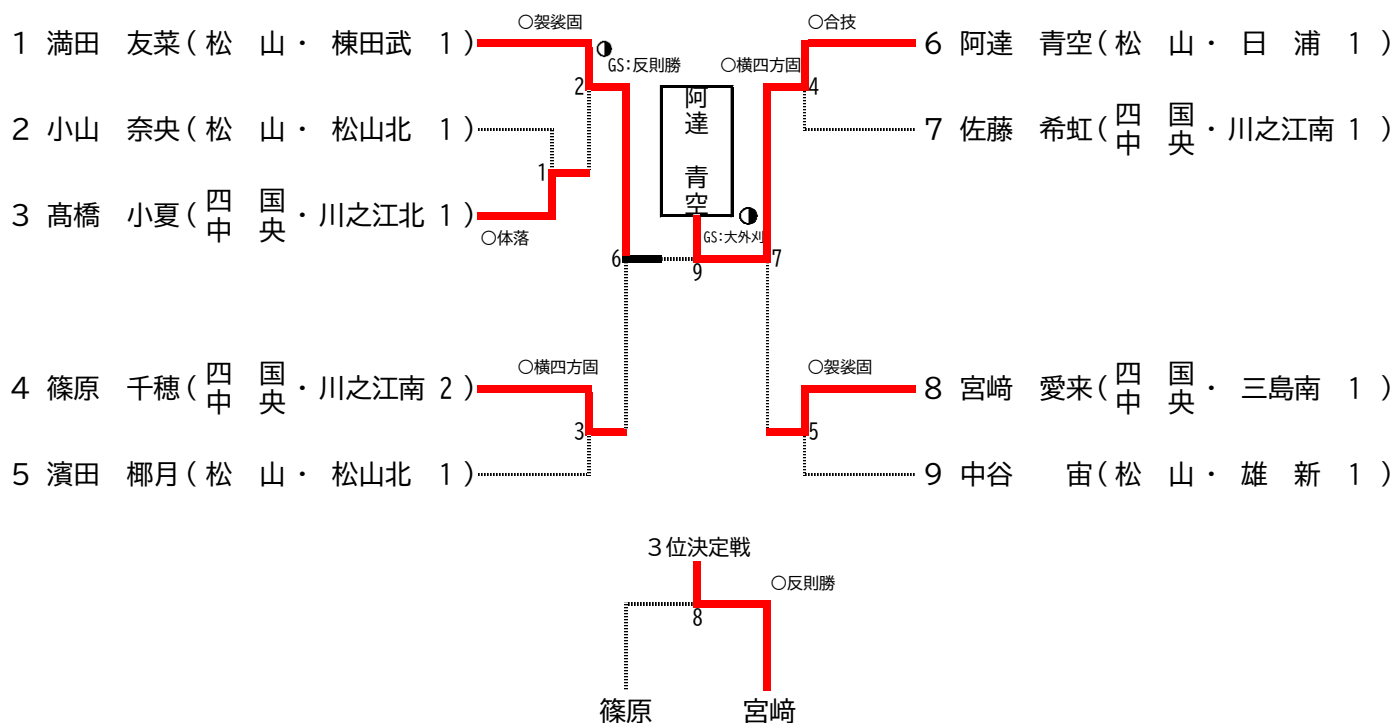 ○袈裟固
1 満田 友菜(松 山・棟田武 1)
GS:反則勝
2
2 小山 奈央(松 山・松山北 1)
1
3 髙橋 小夏(四国中央・川之江北 1)
○体落
6
○横四方固
4 篠原 千穂(四国中央・川之江南 2)
3
5 濱田 椰月(松 山・松山北 1)
阿達 青空
GS:大外刈
9
○合技
6 阿達 青空(松 山・日 浦 1)
○横四方固
4
7 佐藤 希虹(四国中央・川之江南 1)
7
○袈裟固
8 宮﨑 愛来(四国中央・三島南 1)
5
9 中谷 宙(松 山・雄 新 1)
3位決定戦
○反則勝
8
篠原 宮﨑